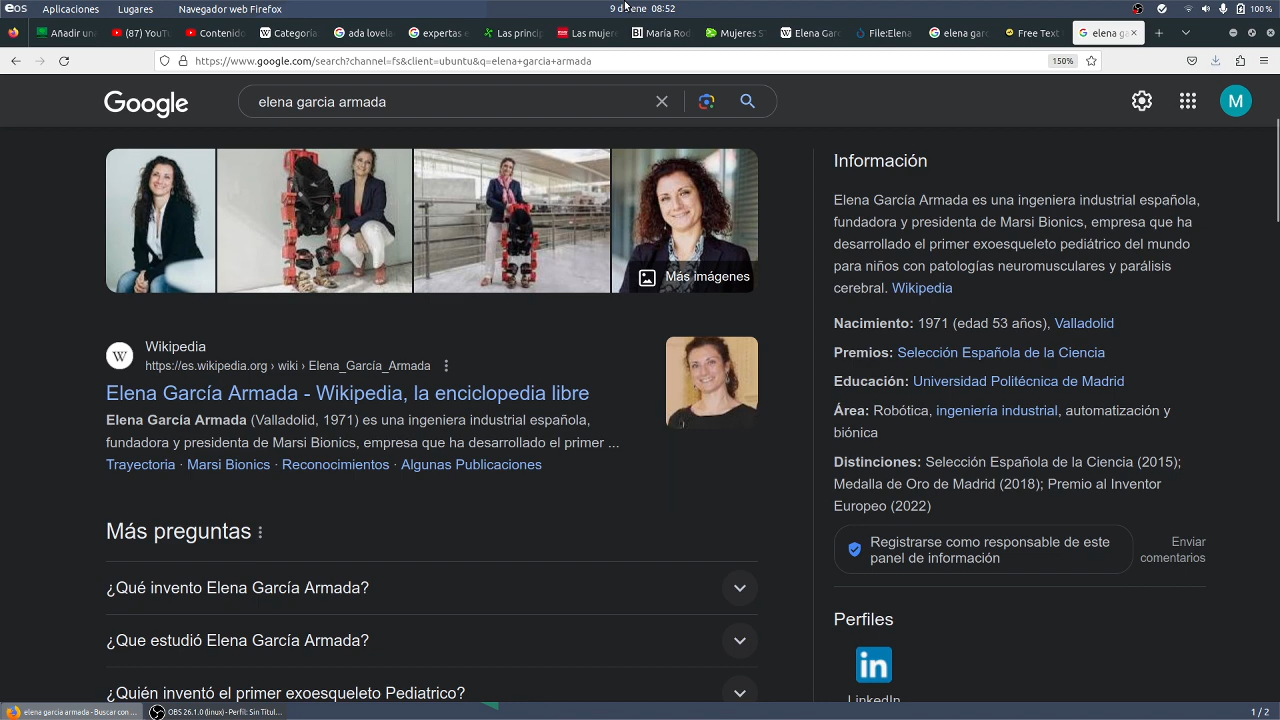 eos Aplicaciones Lugares Navegador web Firefox 9 de ene 08:52 100 %
Añadir una (87) YouT Contenido Categoría ada lovela expertas e Las princip Las mujere María Rod Mujeres S Elena Garc File:Elena elena garc Free Text elena ga
https://www.google.com/search?channel=fs&client=ubuntu&q=elena+garcia+armada 150%
Google elena garcia armada M
Más imágenes
Wikipedia
https://es.wikipedia.org › wiki › Elena_García_Armada
Elena García Armada - Wikipedia, la enciclopedia libre
Elena García Armada (Valladolid, 1971) es una ingeniera industrial española,
fundadora y presidenta de Marsi Bionics, empresa que ha desarrollado el primer ...
Trayectoria · Marsi Bionics · Reconocimientos · Algunas Publicaciones
Más preguntas
¿Qué invento Elena García Armada?
¿Que estudió Elena García Armada?
¿Quién inventó el primer exoesqueleto Pediatrico?
Información
Elena García Armada es una ingeniera industrial española,
fundadora y presidenta de Marsi Bionics, empresa que ha
desarrollado el primer exoesqueleto pediátrico del mundo
para niños con patologías neuromusculares y parálisis
cerebral. Wikipedia
Nacimiento: 1971 (edad 53 años), Valladolid
Premios: Selección Española de la Ciencia
Educación: Universidad Politécnica de Madrid
Área: Robótica, ingeniería industrial, automatización y
biónica
Distinciones: Selección Española de la Ciencia (2015);
Medalla de Oro de Madrid (2018); Premio al Inventor
Europeo (2022)
Registrarse como responsable de este
panel de información
Enviar
comentarios
Perfiles
in
LinkedIn
elena garcia armada - Buscar con ... OBS 26.1.0 (linux) - Perfil: Sin Títul... 1 / 2